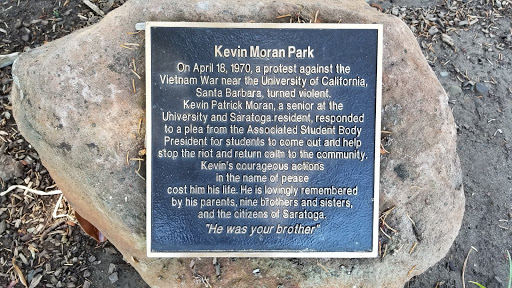 Kevin Moran Park
On April 18, 1970, a protest against the
Vietnam War near the University of California,
Santa Barbara, turned violent.
Kevin Patrick Moran, a senior at the
University and Saratoga resident, responded
to a plea from the Associated Student Body
President for students to come out and help
stop the riot and return calm to the community.
Kevin's courageous actions
in the name of peace
cost him his life. He is lovingly remembered
by his parents, nine brothers and sisters,
and the citizens of Saratoga.
"He was your brother"